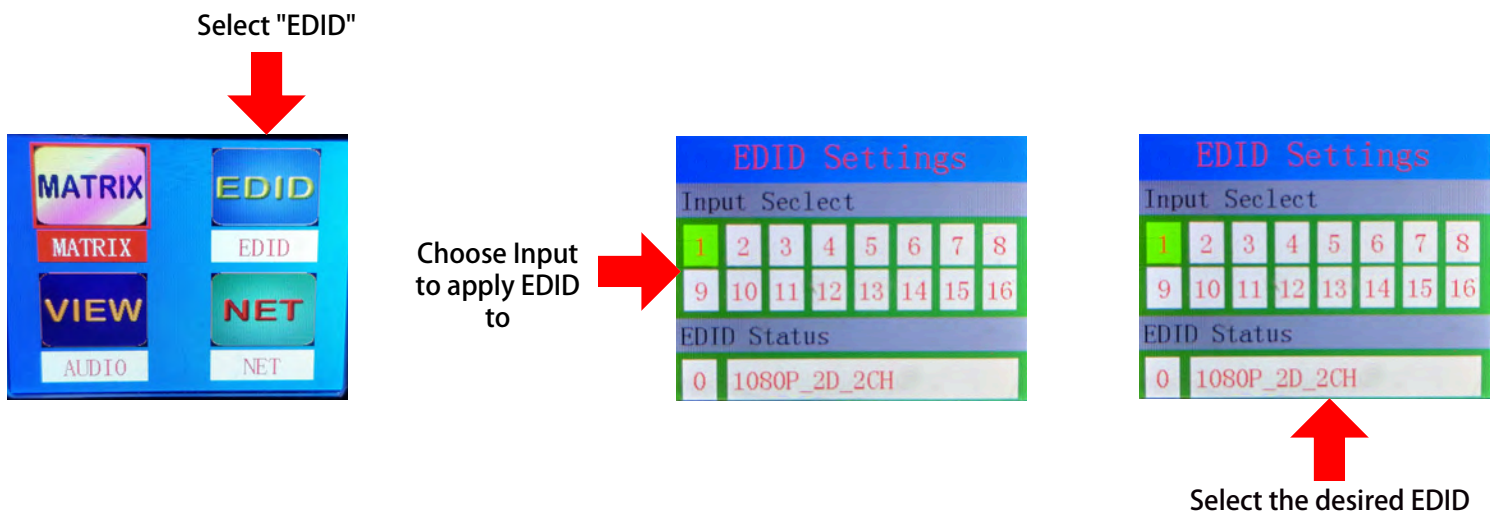 Select "EDID"
MATRIX
EDID
MATRIX
EDID
VIEW
NET
AUDIO
NET
Choose Input
to apply EDID
to
EDID Settings
Input Seclect
1 2 3 4 5 6 7 8
9 10 11 12 13 14 15 16
EDID Status
0 1080P_2D_2CH
EDID Settings
Input Seclect
1 2 3 4 5 6 7 8
9 10 11 12 13 14 15 16
EDID Status
0 1080P_2D_2CH
Select the desired EDID